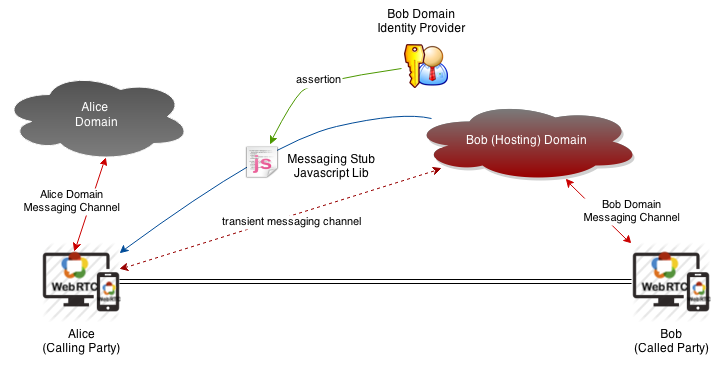 Bob Domain
Identity Provider
assertion
Alice
Domain
Bob (Hosting) Domain
js
Messaging Stub
Javascript Lib
Alice Domain
Messaging Channel
transient messaging channel
Bob Domain
Messaging Channel
WebRTC
WebRTC
Alice
(Calling Party)
Bob
(Called Party)